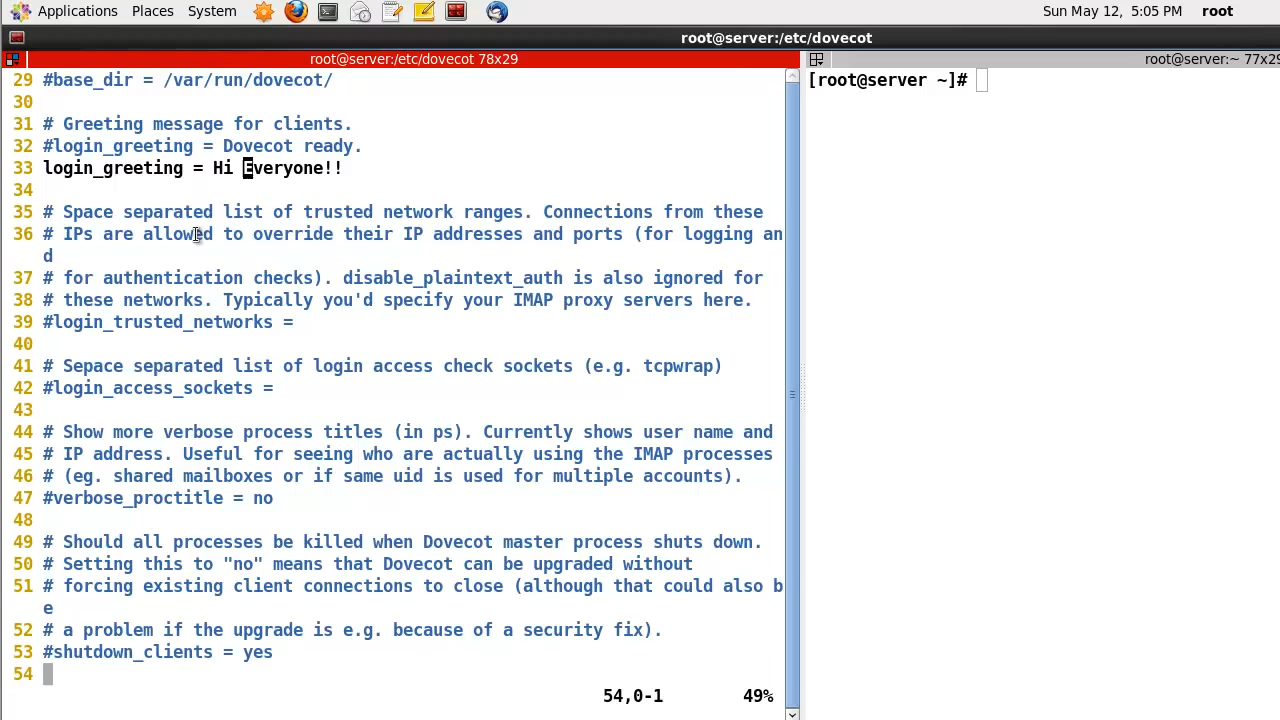 Applications Places System Sun May 12, 5:05 PM root
root@server:/etc/dovecot
root@server:/etc/dovecot 78x29
root@server:~ 77x29
29 #base_dir = /var/run/dovecot/
30
31 # Greeting message for clients.
32 #login_greeting = Dovecot ready.
33 login_greeting = Hi Everyone!!
34
35 # Space separated list of trusted network ranges. Connections from these
36 # IPs are allowed to override their IP addresses and ports (for logging an
d
37 # for authentication checks). disable_plaintext_auth is also ignored for
38 # these networks. Typically you'd specify your IMAP proxy servers here.
39 #login_trusted_networks =
40
41 # Sepace separated list of login access check sockets (e.g. tcpwrap)
42 #login_access_sockets =
43
44 # Show more verbose process titles (in ps). Currently shows user name and
45 # IP address. Useful for seeing who are actually using the IMAP processes
46 # (eg. shared mailboxes or if same uid is used for multiple accounts).
47 #verbose_proctitle = no
48
49 # Should all processes be killed when Dovecot master process shuts down.
50 # Setting this to "no" means that Dovecot can be upgraded without
51 # forcing existing client connections to close (although that could also b
e
52 # a problem if the upgrade is e.g. because of a security fix).
53 #shutdown_clients = yes
54
54,0-1 49%
[root@server ~]#